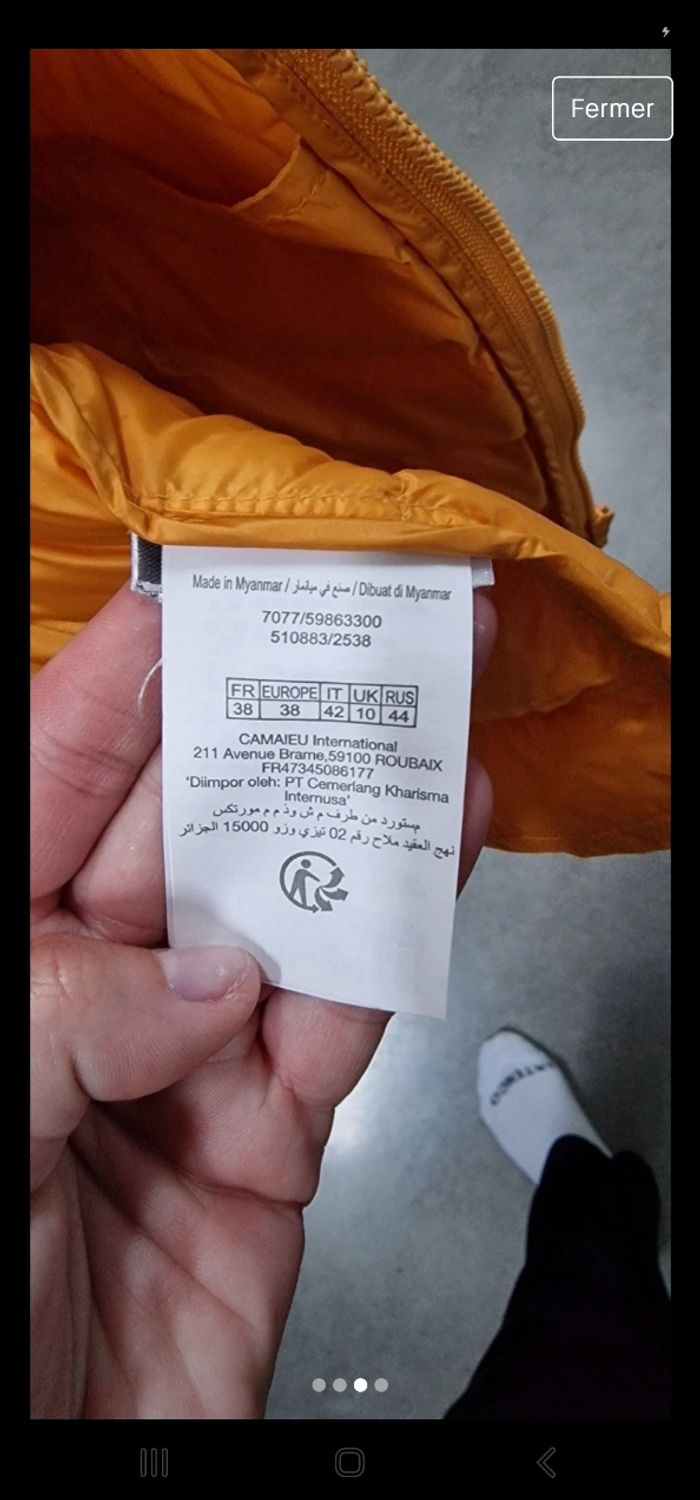 Fermer
Made in Myanmar / صنع في ميانمار / Dibuat di Myanmar
7077/59863300
510883/2538
FR EUROPE IT UK RUS
38 38 42 10 44
CAMAIEU International
211 Avenue Brame,59100 ROUBAIX
FR47345086177
'Diimpor oleh: PT Cemerlang Kharisma
Internusa'
مستورد من طرف م ش وذ م م مورتكس
نهج العقيد ملاح رقم 02 تيزي وزو 15000 الجزائر